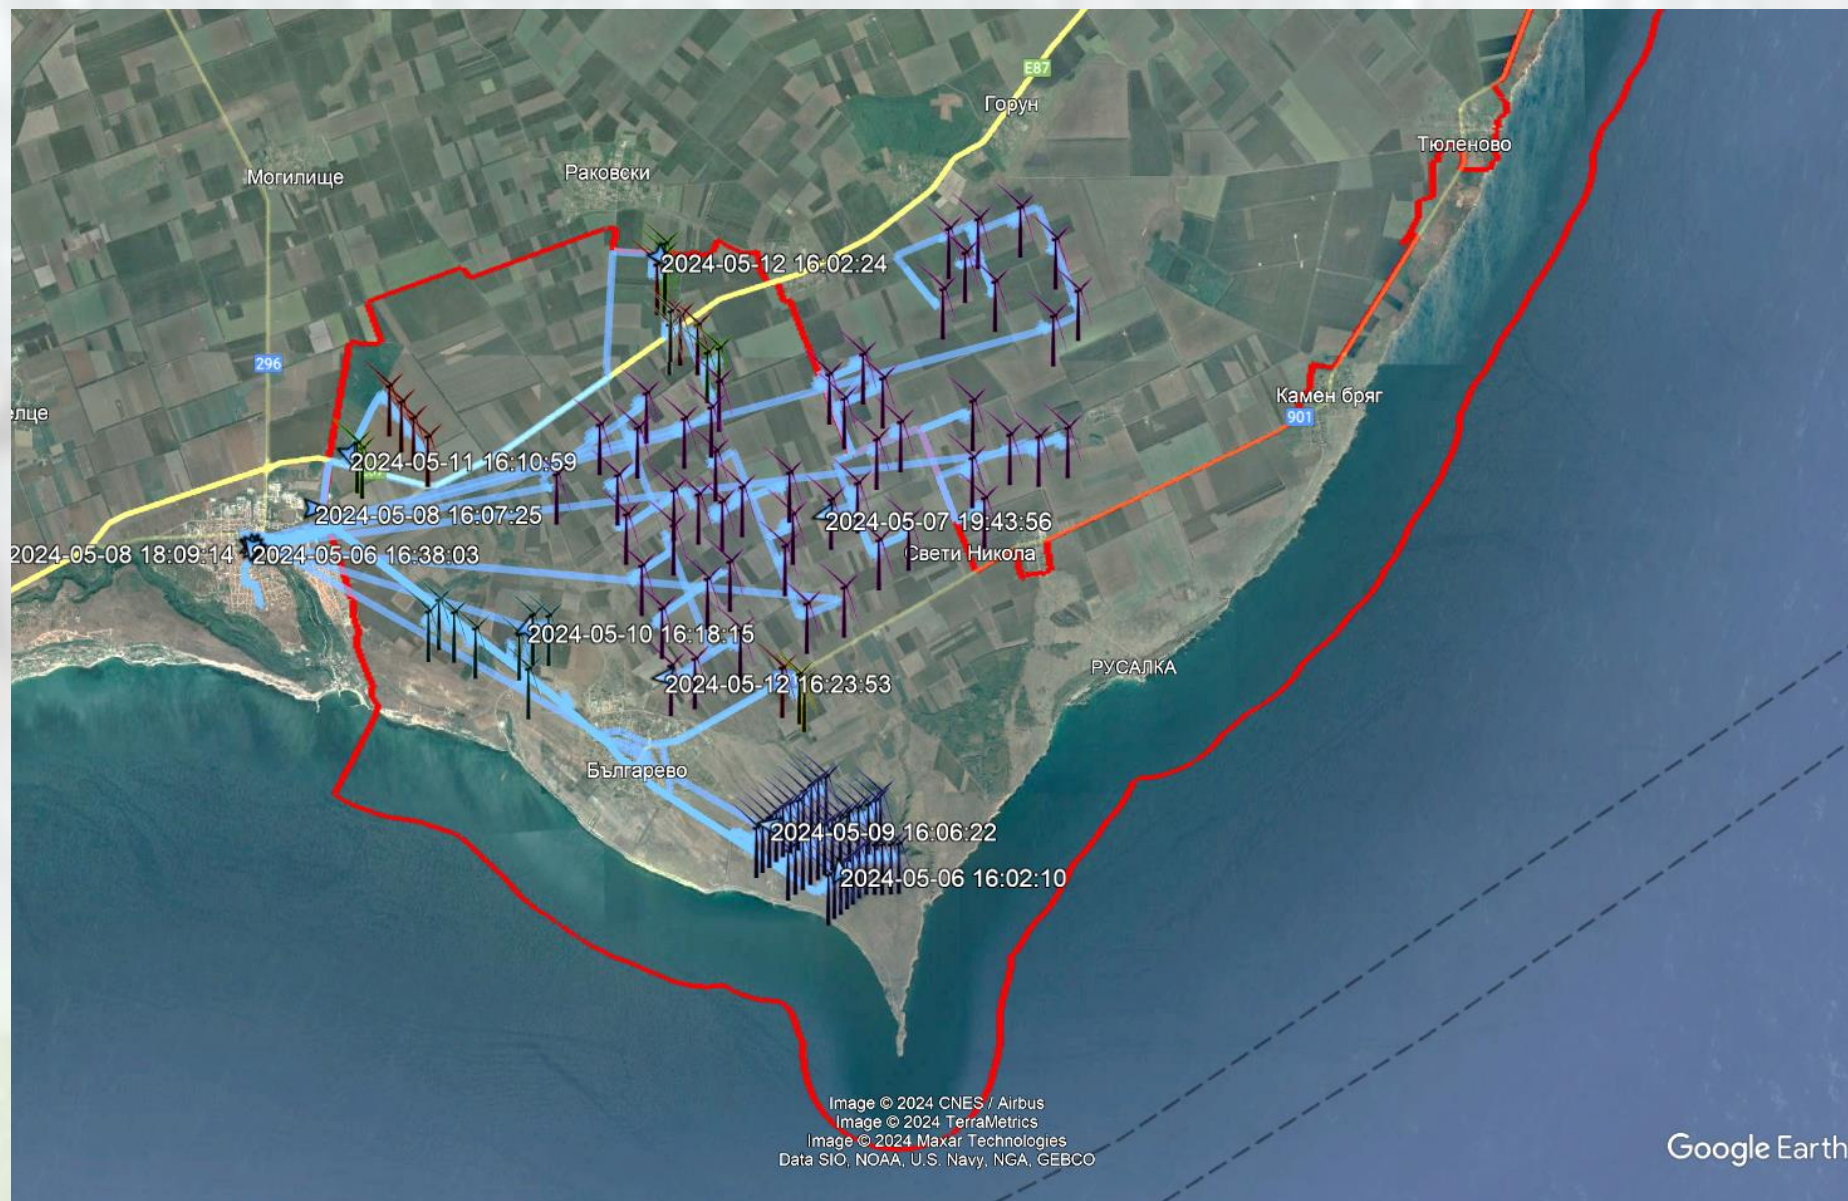 E87
Горун
Тюленово
Могилище
Раковски
2024-05-12 16:02:24
296
Камен бряг
901
елце
2024-05-11 16:10:59
2024-05-08 16:07:25
2024-05-07 19:43:56
2024-05-08 18:09:14
2024-05-06 16:38:03
Свети Никола
2024-05-10 16:18:15
РУСАЛКА
2024-05-12 16:23:53
Българево
2024-05-09 16:06:22
2024-05-06 16:02:10
Image © 2024 CNES / Airbus
Image © 2024 TerraMetrics
Image © 2024 Maxar Technologies
Data SIO, NOAA, U.S. Navy, NGA, GEBCO
Google Earth